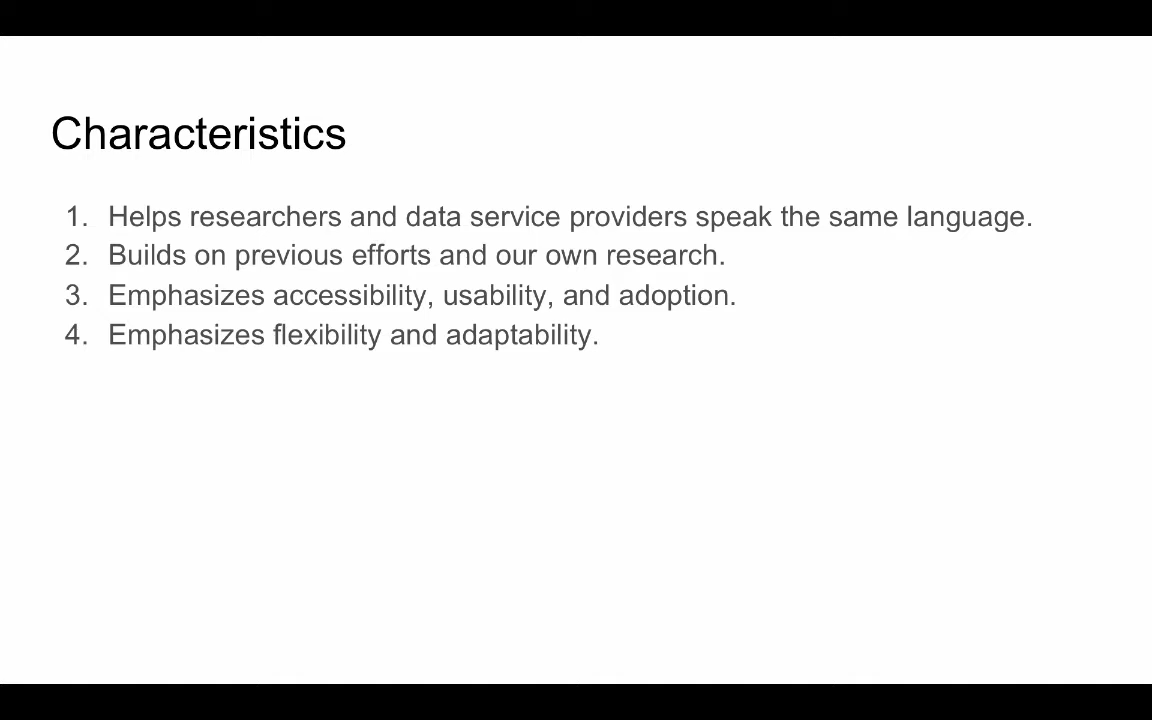 Characteristics
1. Helps researchers and data service providers speak the same language.
2. Builds on previous efforts and our own research.
3. Emphasizes accessibility, usability, and adoption.
4. Emphasizes flexibility and adaptability.